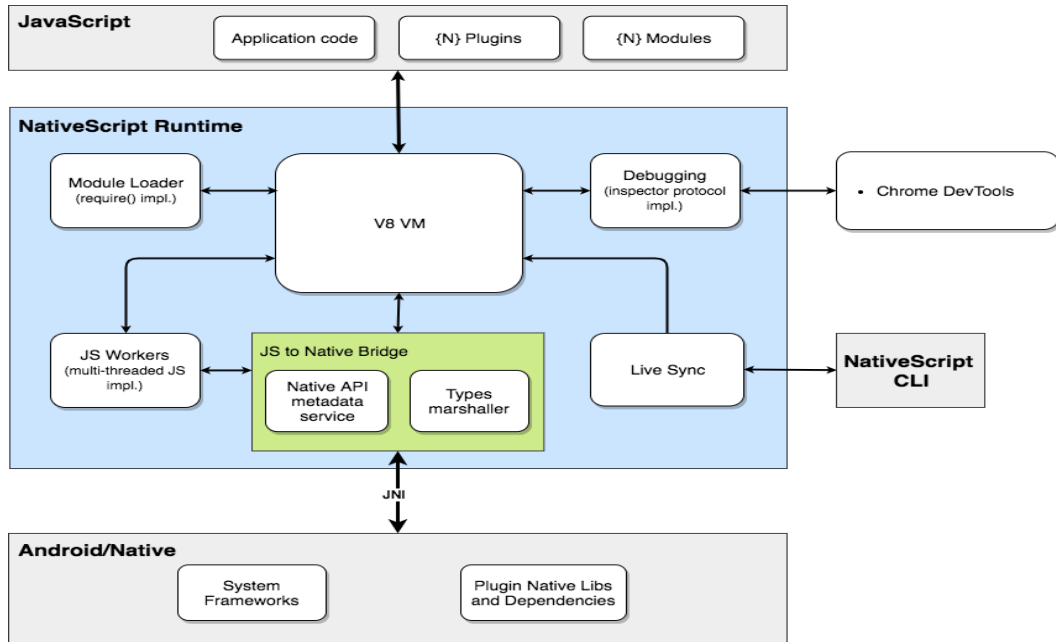 JavaScript
Application code
{N} Plugins
{N} Modules
NativeScript Runtime
Module Loader
(require() impl.)
V8 VM
Debugging
(inspector protocol
impl.)
• Chrome DevTools
JS Workers
(multi-threaded JS
impl.)
JS to Native Bridge
Native API
metadata
service
Types
marshaller
Live Sync
NativeScript
CLI
JNI
Android/Native
System
Frameworks
Plugin Native Libs
and Dependencies